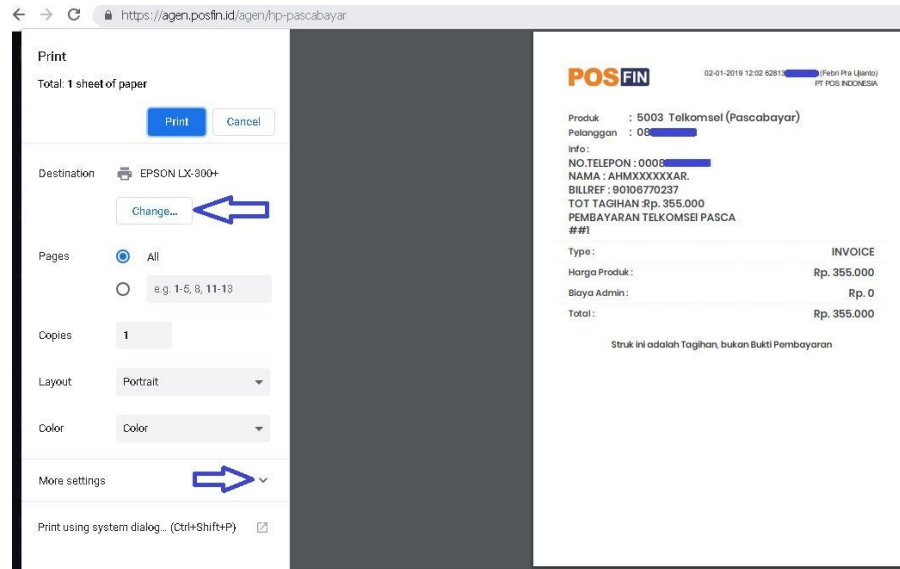 https://agen.posfin.id/agen/hp-pascabayar
Print
Total: 1 sheet of paper
Print Cancel
Destination EPSON LX-300+
Change...
Pages All
e.g. 1-5, 8, 11-13
Copies 1
Layout Portrait
Color Color
More settings
Print using system dialog... (Ctrl+Shift+P)
POSFIN
02-01-2019 12:02 62813 (Febri Pra Ujianto)
PT POS INDONESIA
Produk : 5003 Telkomsel (Pascabayar)
Pelanggan : 08
Info :
NO.TELEPON : 0008
NAMA : AHMXXXXXXAR.
BILLREF : 90106770237
TOT TAGIHAN :Rp. 355.000
PEMBAYARAN TELKOMSEl PASCA
##1
Type : INVOICE
Harga Produk : Rp. 355.000
Biaya Admin : Rp. 0
Total : Rp. 355.000
Struk ini adalah Tagihan, bukan Bukti Pembayaran